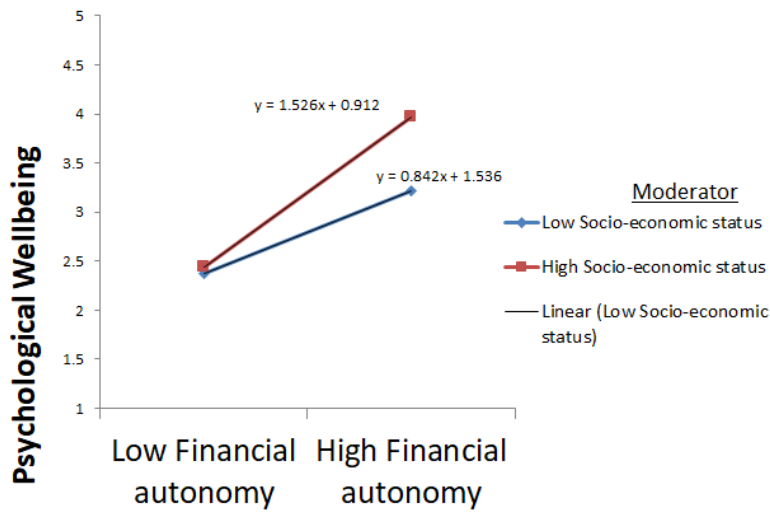 Psychological Wellbeing
5
4.5
4
3.5
3
2.5
2
1.5
1
y = 1.526x + 0.912
y = 0.842x + 1.536
Low Financial
autonomy
High Financial
autonomy
Moderator
Low Socio-economic status
High Socio-economic status
Linear (Low Socio-economic
status)